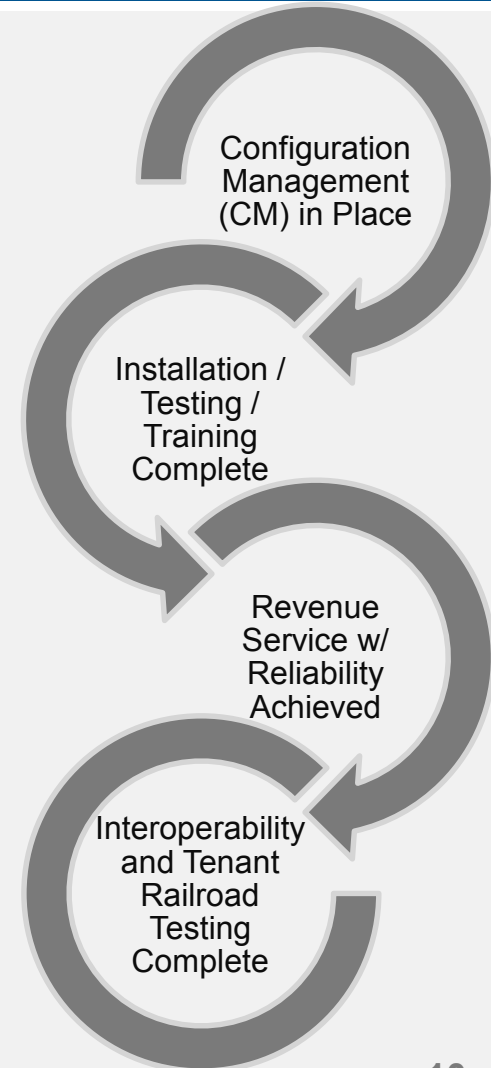 Configuration
Management
(CM) in Place
Installation /
Testing /
Training
Complete
Revenue
Service w/
Reliability
Achieved
Interoperability
and Tenant
Railroad
Testing
Complete